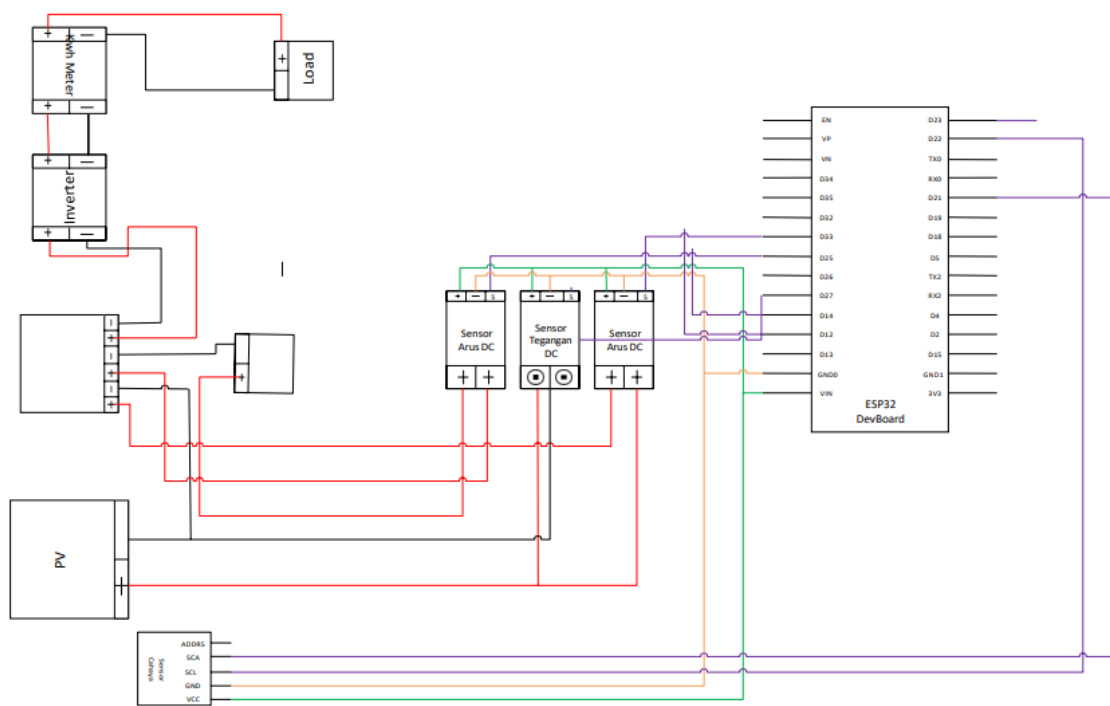 Kwh Meter
+
—
+
—
Load
+
Inverter
+
—
+
—
—
+
—
+
—
+
+
PV
+
+
—
S
Sensor
Arus DC
+
+
+
—
S
Sensor
Tegangan
DC
+
—
S
Sensor
Arus DC
+
+
EN
VP
VN
D34
D35
D32
D33
D25
D26
D27
D14
D12
D13
GND0
VIN
D23
D22
TX0
RX0
D21
D19
D18
D5
TX2
RX2
D4
D2
D15
GND1
3V3
ESP32
DevBoard
Sensor
Cahaya
ADDRS
SCA
SCL
GND
VCC